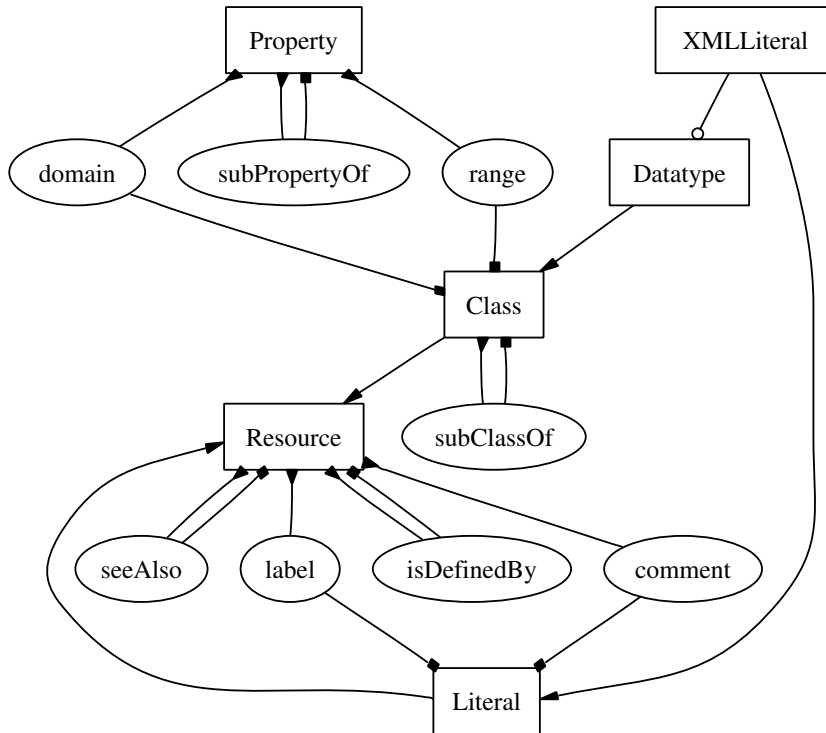 Property
XMLLiteral
domain
subPropertyOf
range
Datatype
Class
Resource
subClassOf
seeAlso
label
isDefinedBy
comment
Literal